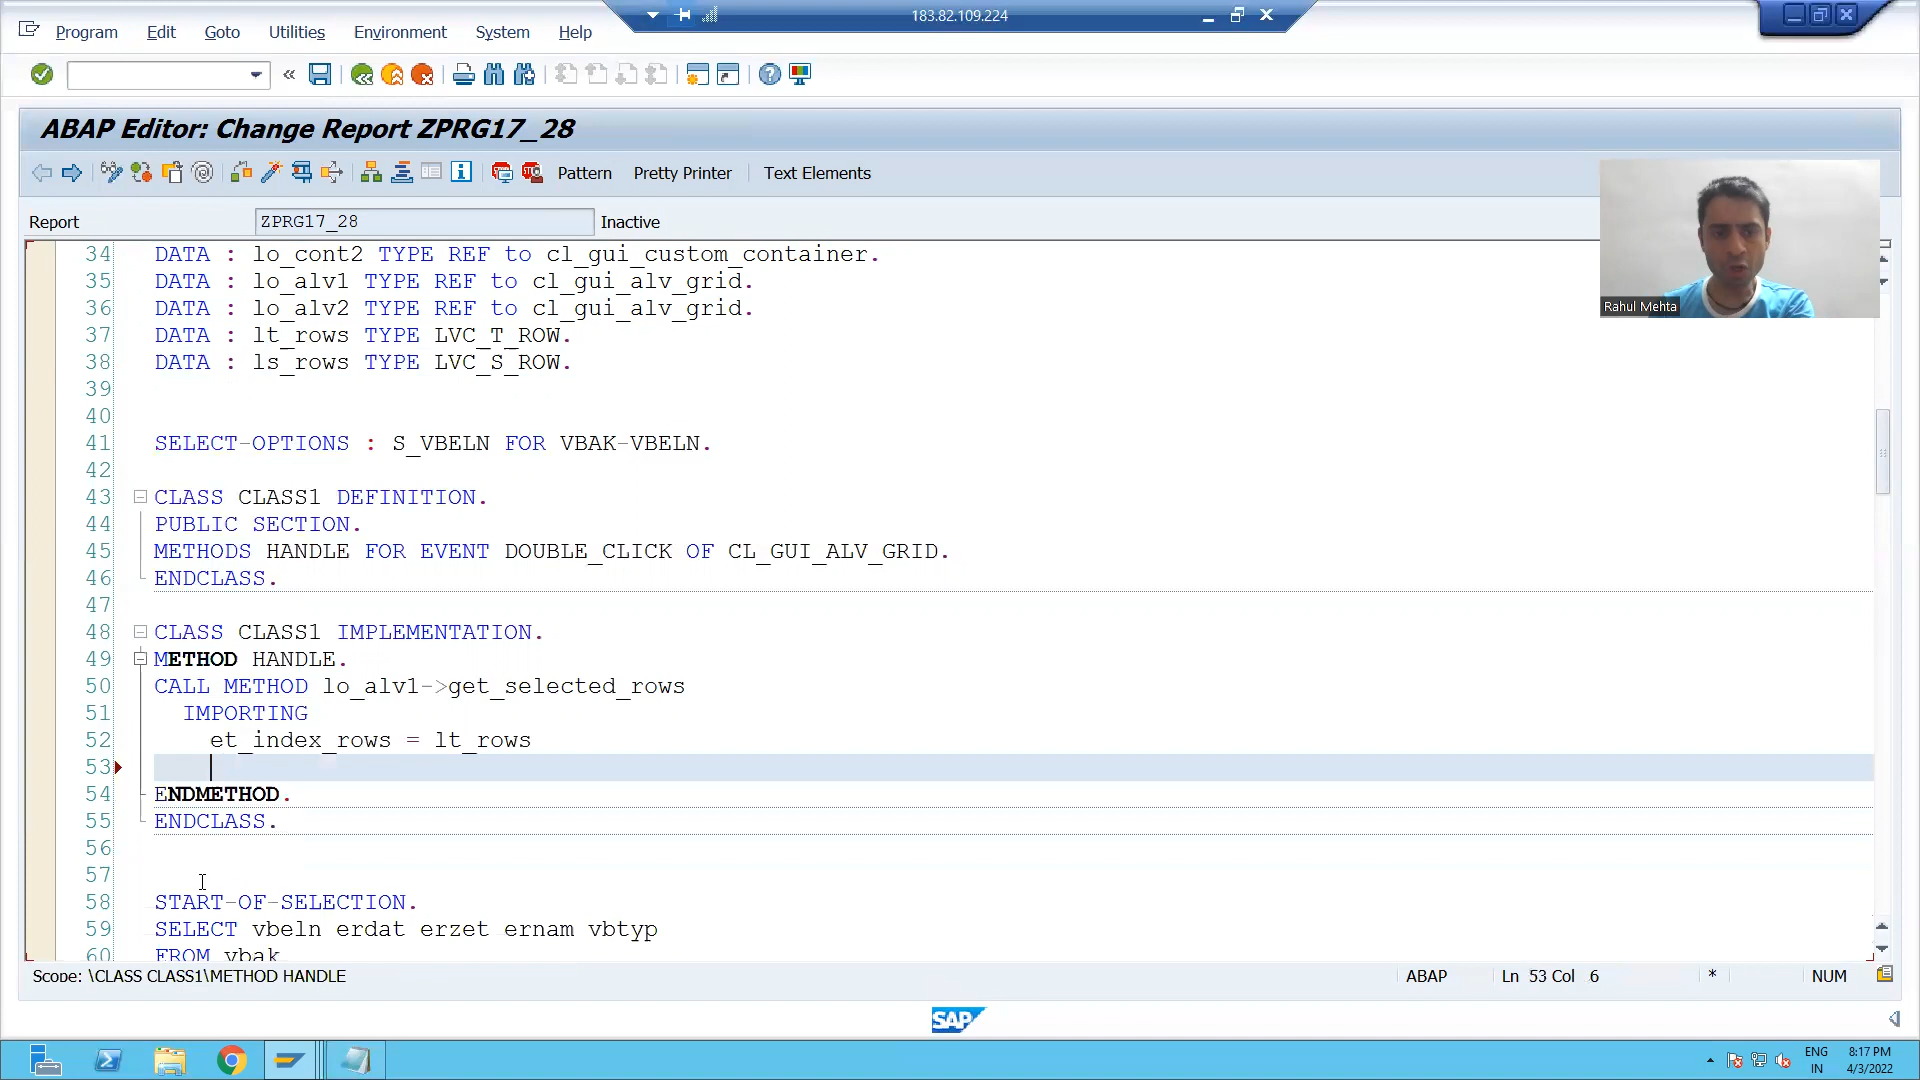 183.82.109.224
Program Edit Goto Utilities Environment System Help
ABAP Editor: Change Report ZPRG17_28
Pattern Pretty Printer Text Elements
Report ZPRG17_28 Inactive
34 DATA : lo_cont2 TYPE REF to cl_gui_custom_container.
35 DATA : lo_alv1 TYPE REF to cl_gui_alv_grid.
36 DATA : lo_alv2 TYPE REF to cl_gui_alv_grid.
37 DATA : lt_rows TYPE LVC_T_ROW.
38 DATA : ls_rows TYPE LVC_S_ROW.
39
40
41 SELECT-OPTIONS : S_VBELN FOR VBAK-VBELN.
42
43 CLASS CLASS1 DEFINITION.
44 PUBLIC SECTION.
45 METHODS HANDLE FOR EVENT DOUBLE_CLICK OF CL_GUI_ALV_GRID.
46 ENDCLASS.
47
48 CLASS CLASS1 IMPLEMENTATION.
49 METHOD HANDLE.
50 CALL METHOD lo_alv1->get_selected_rows
51 IMPORTING
52 et_index_rows = lt_rows
53
54 ENDMETHOD.
55 ENDCLASS.
56
57
58 START-OF-SELECTION.
59 SELECT vbeln erdat erzet ernam vbtyp
60 FROM vbak
Rahul Mehta
Scope: \CLASS CLASS1\METHOD HANDLE ABAP Ln 53 Col 6 * NUM
SAP
ENG 8:17 PM
IN 4/3/2022